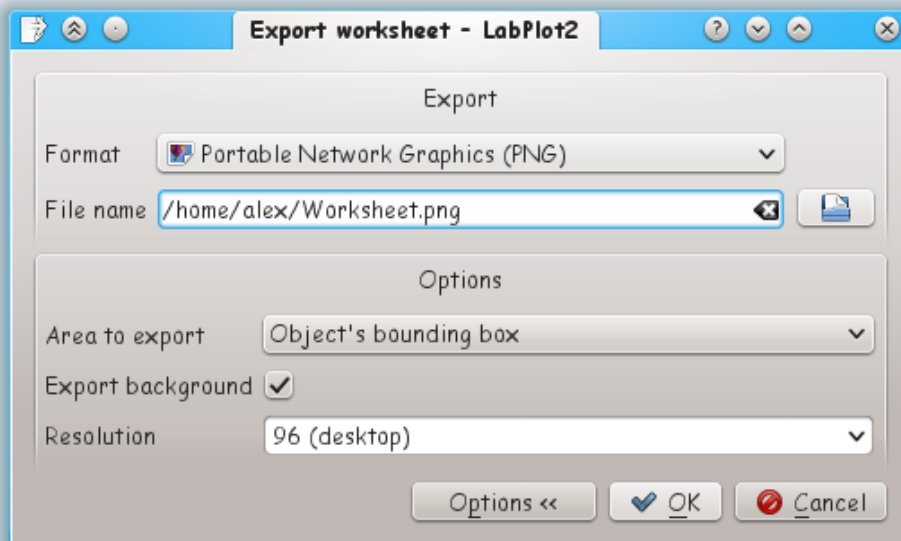 Export worksheet - LabPlot2
Export
Format Portable Network Graphics (PNG)
File name /home/alex/Worksheet.png
Options
Area to export Object's bounding box
Export background
Resolution 96 (desktop)
Options << OK Cancel